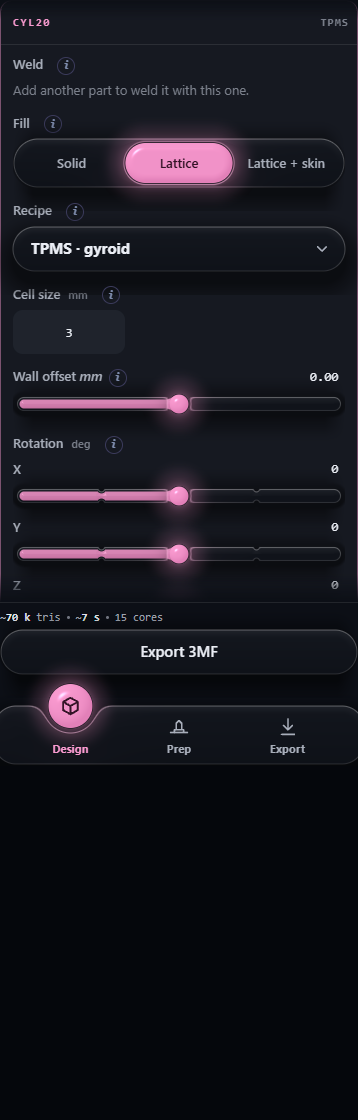 CYL20 TPMS
Weld i
Add another part to weld it with this one.
Fill i
Solid Lattice Lattice + skin
Recipe i
TPMS · gyroid
Cell size mm i
3
Wall offset mm i 0.00
Rotation deg i
X 0
Y 0
Z 0
~70 k tris • ~7 s • 15 cores
Export 3MF
Design Prep Export